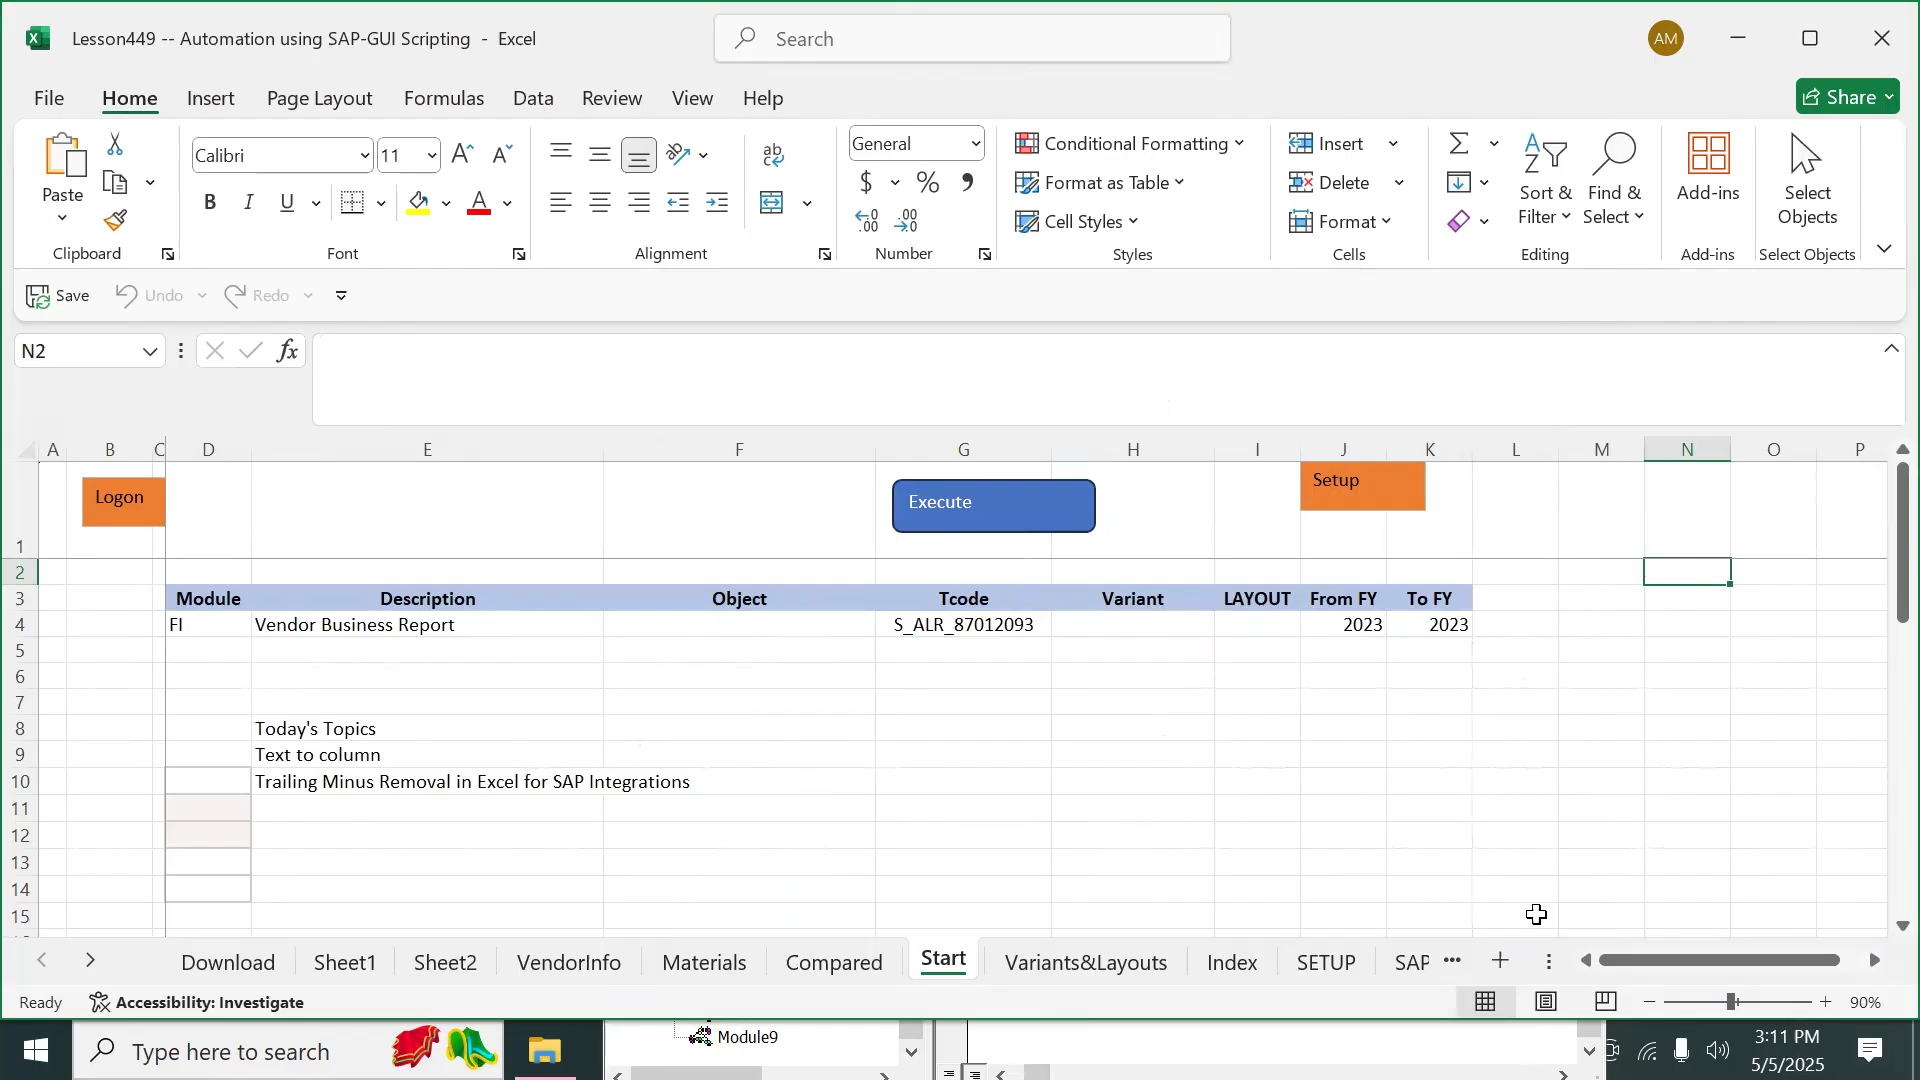 Lesson449 -- Automation using SAP-GUI Scripting - Excel
Search
AM
File Home Insert Page Layout Formulas Data Review View Help
Share
Paste
Clipboard
Calibri 11
B I U
Font
ab
Alignment
General
$ % ,
Number
Conditional Formatting
Format as Table
Cell Styles
Styles
Insert
Delete
Format
Cells
Sort & Filter
Find & Select
Editing
Add-ins
Add-ins
Select Objects
Select Objects
Save Undo Redo
N2
fx
A B C D E F G H I J K L M N O P
Logon
Execute
Setup
1
2
3 Module Description Object Tcode Variant LAYOUT From FY To FY
4 FI Vendor Business Report S_ALR_87012093 2023 2023
5
6
7
8 Today's Topics
9 Text to column
10 Trailing Minus Removal in Excel for SAP Integrations
11
12
13
14
15
Download Sheet1 Sheet2 VendorInfo Materials Compared Start Variants&Layouts Index SETUP SAP
Ready Accessibility: Investigate 90%
Type here to search
Module9
3:11 PM
5/5/2025